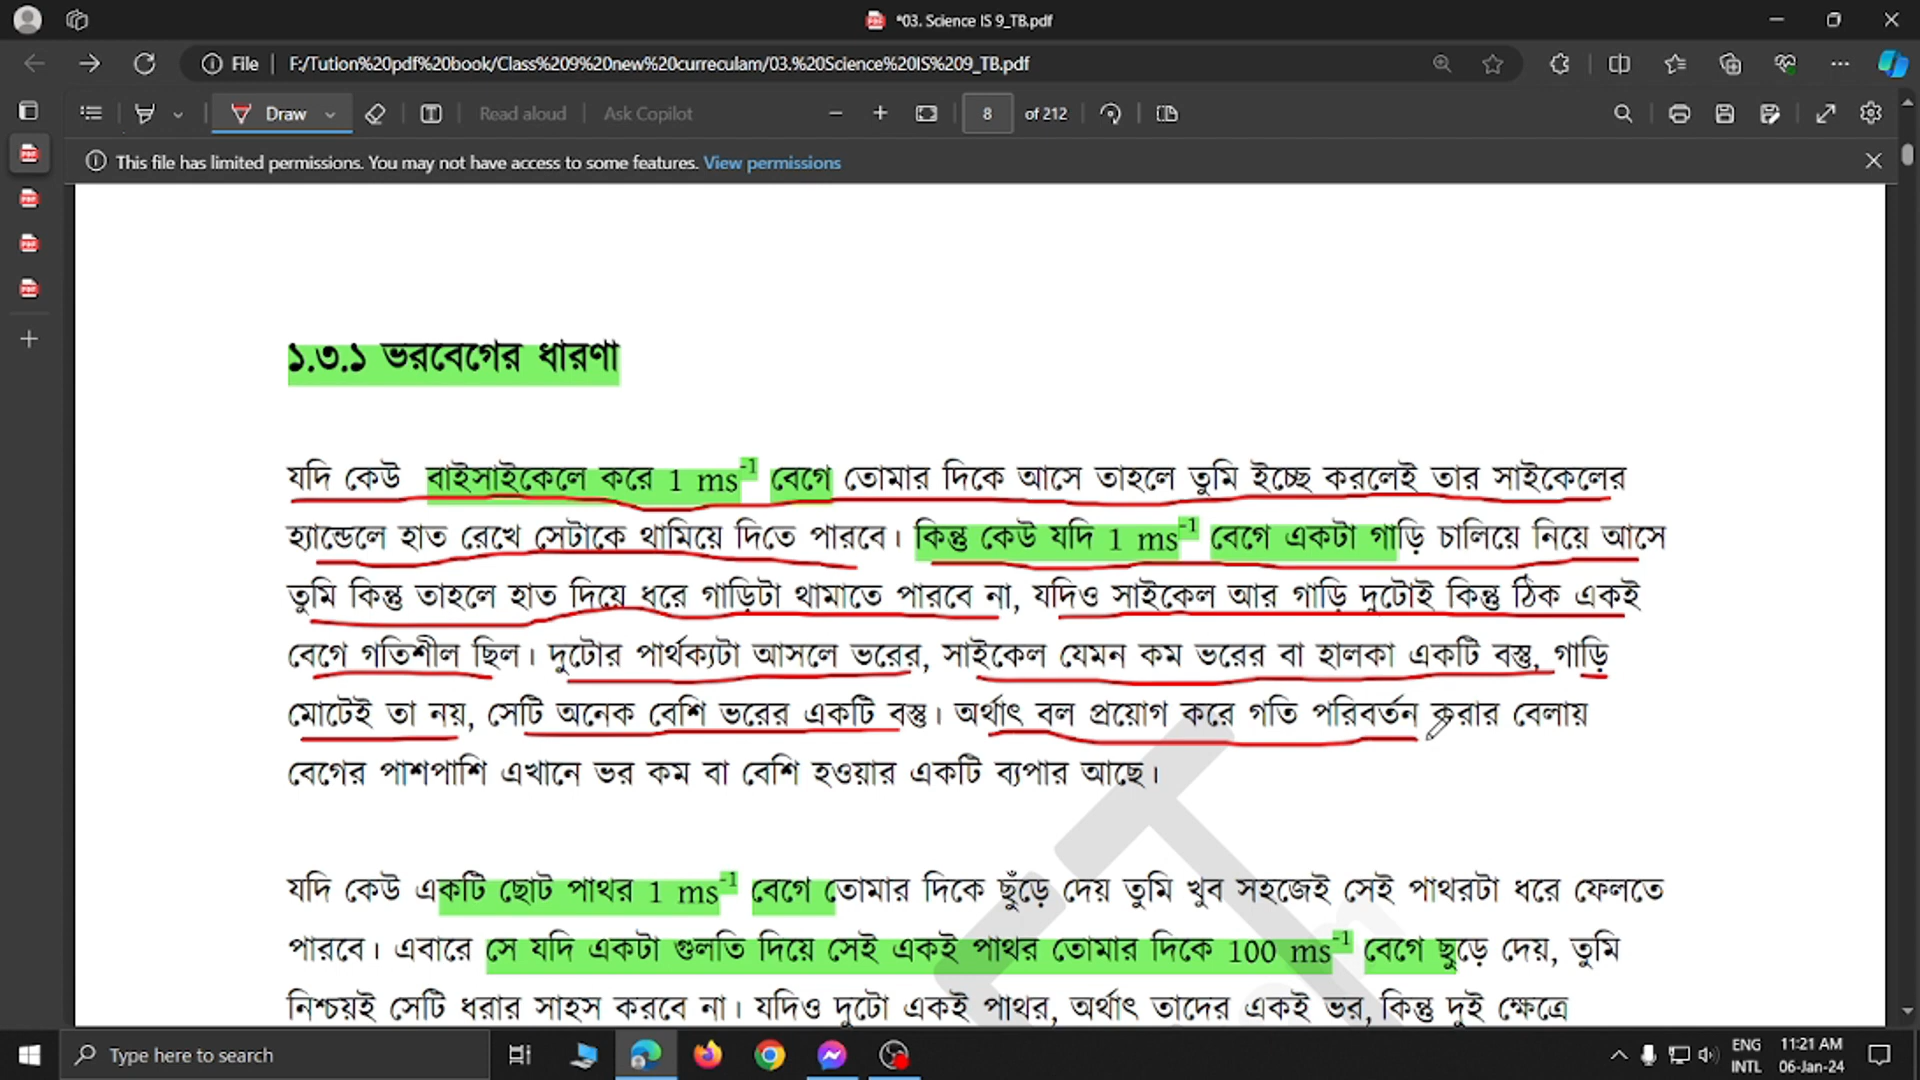 *03. Science IS 9_TB.pdf
File | F:/Tution%20pdf%20book/Class%209%20new%20curreculam/03.%20Science%20IS%209_TB.pdf
Draw Read aloud Ask Copilot 8 of 212
This file has limited permissions. You may not have access to some features. View permissions
১.৩.১ ভরবেগের ধারণা
যদি কেউ বাইসাইকেলে করে 1 ms⁻¹ বেগে তোমার দিকে আসে তাহলে তুমি ইচ্ছে করলেই তার সাইকেলের
হ্যান্ডেলে হাত রেখে সেটাকে থামিয়ে দিতে পারবে। কিন্তু কেউ যদি 1 ms⁻¹ বেগে একটা গাড়ি চালিয়ে নিয়ে আসে
তুমি কিন্তু তাহলে হাত দিয়ে ধরে গাড়িটা থামাতে পারবে না, যদিও সাইকেল আর গাড়ি দুটোই কিন্তু ঠিক একই
বেগে গতিশীল ছিল। দুটোর পার্থক্যটা আসলে ভরের, সাইকেল যেমন কম ভরের বা হালকা একটি বস্তু, গাড়ি
মোটেই তা নয়, সেটি অনেক বেশি ভরের একটি বস্তু। অর্থাৎ বল প্রয়োগ করে গতি পরিবর্তন করার বেলায়
বেগের পাশপাশি এখানে ভর কম বা বেশি হওয়ার একটি ব্যপার আছে।
যদি কেউ একটি ছোট পাথর 1 ms⁻¹ বেগে তোমার দিকে ছুঁড়ে দেয় তুমি খুব সহজেই সেই পাথরটা ধরে ফেলতে
পারবে। এবারে সে যদি একটা গুলতি দিয়ে সেই একই পাথর তোমার দিকে 100 ms⁻¹ বেগে ছুড়ে দেয়, তুমি
নিশ্চয়ই সেটি ধরার সাহস করবে না। যদিও দুটো একই পাথর, অর্থাৎ তাদের একই ভর, কিন্তু দুই ক্ষেত্রে
Type here to search
ENG 11:21 AM
INTL 06-Jan-24